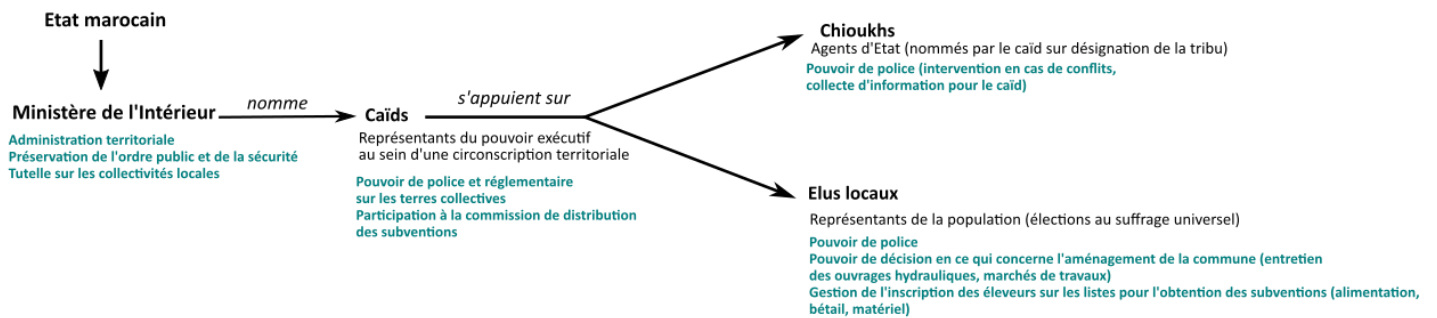 Etat marocain
Ministère de l'Intérieur
Administration territoriale
Préservation de l'ordre public et de la sécurité
Tutelle sur les collectivités locales
nomme
Caïds
Représentants du pouvoir exécutif
au sein d'une circonscription territoriale
Pouvoir de police et réglementaire
sur les terres collectives
Participation à la commission de distribution
des subventions
s'appuient sur
Chioukhs
Agents d'Etat (nommés par le caïd sur désignation de la tribu)
Pouvoir de police (intervention en cas de conflits,
collecte d'information pour le caïd)
Elus locaux
Représentants de la population (élections au suffrage universel)
Pouvoir de police
Pouvoir de décision en ce qui concerne l'aménagement de la commune (entretien
des ouvrages hydrauliques, marchés de travaux)
Gestion de l'inscription des éleveurs sur les listes pour l'obtention des subventions (alimentation,
bétail, matériel)